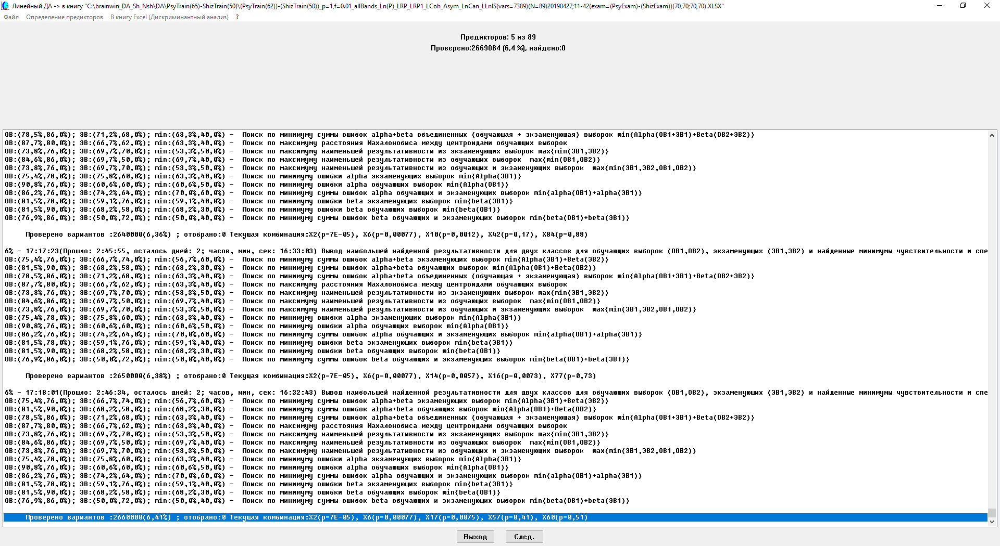 Линейный ДА -> в книгу "C:\brainwin_DA_Sh_Nsh\DA\PsyTrain(65)-ShizTrain(50)\(PsyTrain(62))-(ShizTrain(50))_p=1,f=0.01_allBands_Ln(P)_LRP_LRP1_LCoh_Asym_LnCan_LLnIS(vars=7389)(N=89)20190427;11-42(exam=(PsyExam)-(ShizExam))(70,70;70,70).XLSX"
Файл Определение предикторов В книгу Excel (Дискриминантный анализ) ?
Предикторов: 5 из 89
Проверено:2669084 (6,4 %), найдено:0
ОВ:(78,5%,86,0%); ЭВ:(71,2%,68,0%); min:(63,3%,40,0%) - Поиск по минимуму суммы ошибок alpha+beta объединенных (обучающая + экзаменующая) выборок min{Alpha(ОВ1+ЭВ1)+Beta(ОВ2+ЭВ2)}
ОВ:(87,7%,80,0%); ЭВ:(66,7%,62,0%); min:(63,3%,40,0%) - Поиск по максимуму расстояния Махалонобиса между центроидами обучающих выборок
ОВ:(73,8%,76,0%); ЭВ:(69,7%,70,0%); min:(53,3%,50,0%) - Поиск по максимуму наименьшей результативности из экзаменующих выборок max{min(ЭВ1,ЭВ2)}
ОВ:(84,6%,86,0%); ЭВ:(69,7%,50,0%); min:(69,7%,40,0%) - Поиск по максимуму наименьшей результативности из обучающих выборок max{min(ОВ1,ОВ2)}
ОВ:(73,8%,76,0%); ЭВ:(69,7%,70,0%); min:(53,3%,50,0%) - Поиск по максимуму наименьшей результативности из обучающих и экзаменующих выборок max{min(ЭВ1,ЭВ2,ОВ1,ОВ2)}
ОВ:(75,4%,78,0%); ЭВ:(75,8%,60,0%); min:(63,3%,40,0%) - Поиск по минимуму ошибки alpha экзаменующих выборок min{Alpha(ЭВ1)}
ОВ:(90,8%,76,0%); ЭВ:(60,6%,60,0%); min:(60,6%,50,0%) - Поиск по минимуму ошибки alpha обучающих выборок min{Alpha(ОВ1)}
ОВ:(86,2%,76,0%); ЭВ:(74,2%,64,0%); min:(70,0%,60,0%) - Поиск по минимуму суммы ошибок alpha обучающих и экзаменующих выборок min{alpha(ОВ1)+alpha(ЭВ1)}
ОВ:(81,5%,78,0%); ЭВ:(59,1%,76,0%); min:(59,1%,40,0%) - Поиск по минимуму ошибки beta экзаменующих выборок min{beta(ЭВ1)}
ОВ:(81,5%,90,0%); ЭВ:(68,2%,58,0%); min:(68,2%,30,0%) - Поиск по минимуму ошибки beta обучающих выборок min{beta(ОВ1)}
ОВ:(76,9%,86,0%); ЭВ:(50,0%,72,0%); min:(50,0%,40,0%) - Поиск по минимуму суммы ошибок beta обучающих и экзаменующих выборок min{beta(ОВ1)+beta(ЭВ1)}
Проверено вариантов :2640000(6,36%) ; отобрано:0 Текущая комбинация:X2(p=7E-05), X6(p=0,00077), X10(p=0,0012), X42(p=0,17), X84(p=0,88)
6% - 17:17:23(Прошло: 2:45:55, осталось дней: 2; часов, мин, сек: 16:33:03) Вывод наибольшей найденной результативности для двух классов для обучающих выборок (ОВ1,ОВ2), экзаменующих (ЭВ1,ЭВ2) и найденные минимумы чувствительности и спе
ОВ:(75,4%,76,0%); ЭВ:(66,7%,74,0%); min:(56,7%,60,0%) - Поиск по минимуму суммы ошибок alpha+beta экзаменующих выборок min{Alpha(ЭВ1)+Beta(ЭВ2)}
ОВ:(81,5%,90,0%); ЭВ:(68,2%,58,0%); min:(68,2%,30,0%) - Поиск по минимуму суммы ошибок alpha+beta обучающих выборок min{Alpha(ОВ1)+Beta(ОВ2)}
ОВ:(78,5%,86,0%); ЭВ:(71,2%,68,0%); min:(63,3%,40,0%) - Поиск по минимуму суммы ошибок alpha+beta объединенных (обучающая + экзаменующая) выборок min{Alpha(ОВ1+ЭВ1)+Beta(ОВ2+ЭВ2)}
ОВ:(87,7%,80,0%); ЭВ:(66,7%,62,0%); min:(63,3%,40,0%) - Поиск по максимуму расстояния Махалонобиса между центроидами обучающих выборок
ОВ:(73,8%,76,0%); ЭВ:(69,7%,70,0%); min:(53,3%,50,0%) - Поиск по максимуму наименьшей результативности из экзаменующих выборок max{min(ЭВ1,ЭВ2)}
ОВ:(84,6%,86,0%); ЭВ:(69,7%,50,0%); min:(69,7%,40,0%) - Поиск по максимуму наименьшей результативности из обучающих выборок max{min(ОВ1,ОВ2)}
ОВ:(73,8%,76,0%); ЭВ:(69,7%,70,0%); min:(53,3%,50,0%) - Поиск по максимуму наименьшей результативности из обучающих и экзаменующих выборок max{min(ЭВ1,ЭВ2,ОВ1,ОВ2)}
ОВ:(75,4%,78,0%); ЭВ:(75,8%,60,0%); min:(63,3%,40,0%) - Поиск по минимуму ошибки alpha экзаменующих выборок min{Alpha(ЭВ1)}
ОВ:(90,8%,76,0%); ЭВ:(60,6%,60,0%); min:(60,6%,50,0%) - Поиск по минимуму ошибки alpha обучающих выборок min{Alpha(ОВ1)}
ОВ:(86,2%,76,0%); ЭВ:(74,2%,64,0%); min:(70,0%,60,0%) - Поиск по минимуму суммы ошибок alpha обучающих и экзаменующих выборок min{alpha(ОВ1)+alpha(ЭВ1)}
ОВ:(81,5%,78,0%); ЭВ:(59,1%,76,0%); min:(59,1%,40,0%) - Поиск по минимуму ошибки beta экзаменующих выборок min{beta(ЭВ1)}
ОВ:(81,5%,90,0%); ЭВ:(68,2%,58,0%); min:(68,2%,30,0%) - Поиск по минимуму ошибки beta обучающих выборок min{beta(ОВ1)}
ОВ:(76,9%,86,0%); ЭВ:(50,0%,72,0%); min:(50,0%,40,0%) - Поиск по минимуму суммы ошибок beta обучающих и экзаменующих выборок min{beta(ОВ1)+beta(ЭВ1)}
Проверено вариантов :2650000(6,38%) ; отобрано:0 Текущая комбинация:X2(p=7E-05), X6(p=0,00077), X14(p=0,0057), X16(p=0,0073), X77(p=0,73)
6% - 17:18:01(Прошло: 2:46:34, осталось дней: 2; часов, мин, сек: 16:32:43) Вывод наибольшей найденной результативности для двух классов для обучающих выборок (ОВ1,ОВ2), экзаменующих (ЭВ1,ЭВ2) и найденные минимумы чувствительности и спе
ОВ:(75,4%,76,0%); ЭВ:(66,7%,74,0%); min:(56,7%,60,0%) - Поиск по минимуму суммы ошибок alpha+beta экзаменующих выборок min{Alpha(ЭВ1)+Beta(ЭВ2)}
ОВ:(81,5%,90,0%); ЭВ:(68,2%,58,0%); min:(68,2%,30,0%) - Поиск по минимуму суммы ошибок alpha+beta обучающих выборок min{Alpha(ОВ1)+Beta(ОВ2)}
ОВ:(78,5%,86,0%); ЭВ:(71,2%,68,0%); min:(63,3%,40,0%) - Поиск по минимуму суммы ошибок alpha+beta объединенных (обучающая + экзаменующая) выборок min{Alpha(ОВ1+ЭВ1)+Beta(ОВ2+ЭВ2)}
ОВ:(87,7%,80,0%); ЭВ:(66,7%,62,0%); min:(63,3%,40,0%) - Поиск по максимуму расстояния Махалонобиса между центроидами обучающих выборок
ОВ:(73,8%,76,0%); ЭВ:(69,7%,70,0%); min:(53,3%,50,0%) - Поиск по максимуму наименьшей результативности из экзаменующих выборок max{min(ЭВ1,ЭВ2)}
ОВ:(84,6%,86,0%); ЭВ:(69,7%,50,0%); min:(69,7%,40,0%) - Поиск по максимуму наименьшей результативности из обучающих выборок max{min(ОВ1,ОВ2)}
ОВ:(73,8%,76,0%); ЭВ:(69,7%,70,0%); min:(53,3%,50,0%) - Поиск по максимуму наименьшей результативности из обучающих и экзаменующих выборок max{min(ЭВ1,ЭВ2,ОВ1,ОВ2)}
ОВ:(75,4%,78,0%); ЭВ:(75,8%,60,0%); min:(63,3%,40,0%) - Поиск по минимуму ошибки alpha экзаменующих выборок min{Alpha(ЭВ1)}
ОВ:(90,8%,76,0%); ЭВ:(60,6%,60,0%); min:(60,6%,50,0%) - Поиск по минимуму ошибки alpha обучающих выборок min{Alpha(ОВ1)}
ОВ:(86,2%,76,0%); ЭВ:(74,2%,64,0%); min:(70,0%,60,0%) - Поиск по минимуму суммы ошибок alpha обучающих и экзаменующих выборок min{alpha(ОВ1)+alpha(ЭВ1)}
ОВ:(81,5%,78,0%); ЭВ:(59,1%,76,0%); min:(59,1%,40,0%) - Поиск по минимуму ошибки beta экзаменующих выборок min{beta(ЭВ1)}
ОВ:(81,5%,90,0%); ЭВ:(68,2%,58,0%); min:(68,2%,30,0%) - Поиск по минимуму ошибки beta обучающих выборок min{beta(ОВ1)}
ОВ:(76,9%,86,0%); ЭВ:(50,0%,72,0%); min:(50,0%,40,0%) - Поиск по минимуму суммы ошибок beta обучающих и экзаменующих выборок min{beta(ОВ1)+beta(ЭВ1)}
Проверено вариантов :2660000(6,41%) ; отобрано:0 Текущая комбинация:X2(p=7E-05), X6(p=0,00077), X17(p=0,0075), X57(p=0,41), X60(p=0,51)
Выход След.